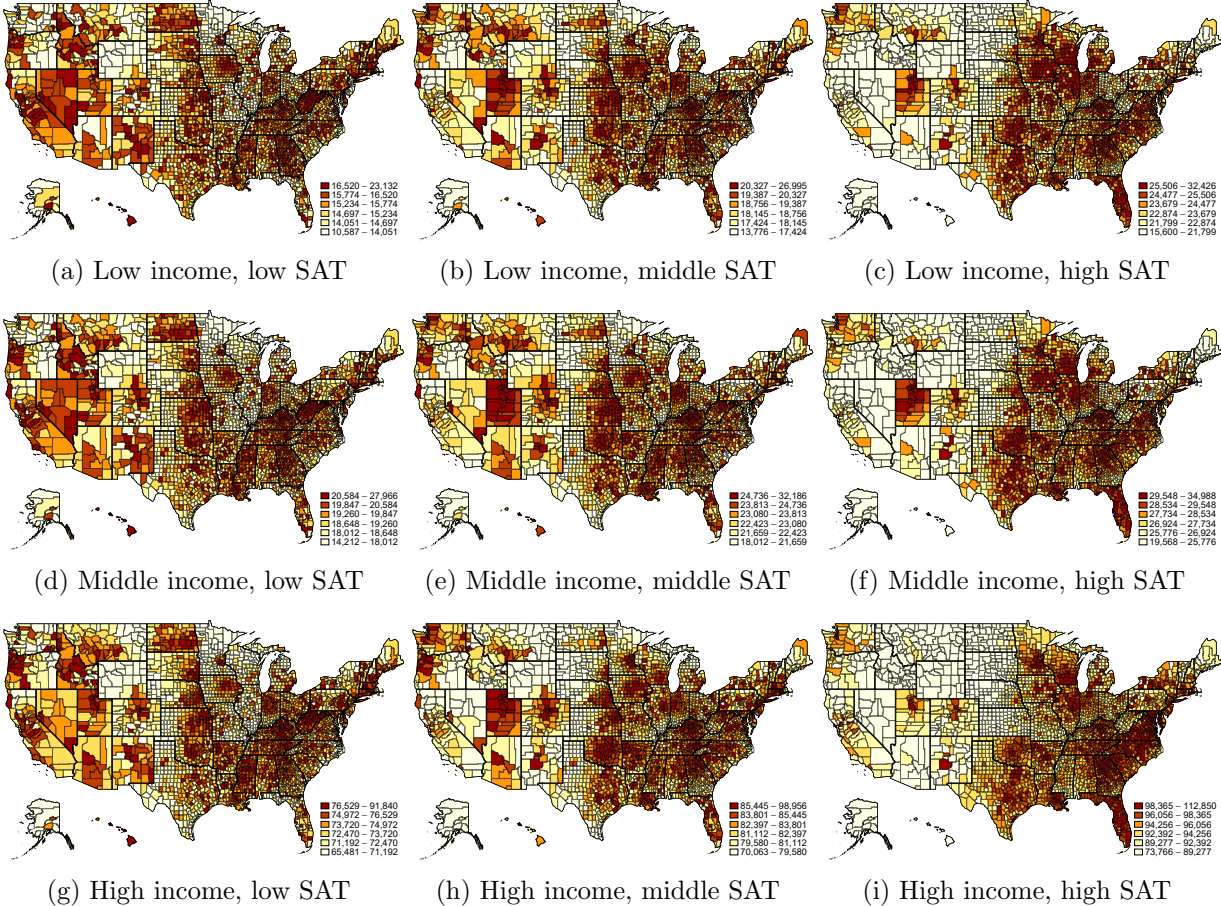 16,520 – 23,132
15,774 – 16,520
15,234 – 15,774
14,697 – 15,234
14,051 – 14,697
10,587 – 14,051
20,327 – 26,995
19,387 – 20,327
18,756 – 19,387
18,145 – 18,756
17,424 – 18,145
13,776 – 17,424
25,506 – 32,426
24,477 – 25,506
23,679 – 24,477
22,874 – 23,679
21,799 – 22,874
15,600 – 21,799
(a) Low income, low SAT
(b) Low income, middle SAT
(c) Low income, high SAT
20,584 – 27,966
19,847 – 20,584
19,260 – 19,847
18,648 – 19,260
18,012 – 18,648
14,212 – 18,012
24,736 – 32,186
23,813 – 24,736
23,080 – 23,813
22,423 – 23,080
21,659 – 22,423
18,012 – 21,659
29,548 – 34,988
28,534 – 29,548
27,734 – 28,534
26,924 – 27,734
25,776 – 26,924
19,568 – 25,776
(d) Middle income, low SAT
(e) Middle income, middle SAT
(f) Middle income, high SAT
76,529 – 91,840
74,972 – 76,529
73,720 – 74,972
72,470 – 73,720
71,192 – 72,470
65,481 – 71,192
85,445 – 98,956
83,801 – 85,445
82,397 – 83,801
81,112 – 82,397
79,580 – 81,112
70,063 – 79,580
98,365 – 112,850
96,056 – 98,365
94,256 – 96,056
92,392 – 94,256
89,277 – 92,392
73,766 – 89,277
(g) High income, low SAT
(h) High income, middle SAT
(i) High income, high SAT